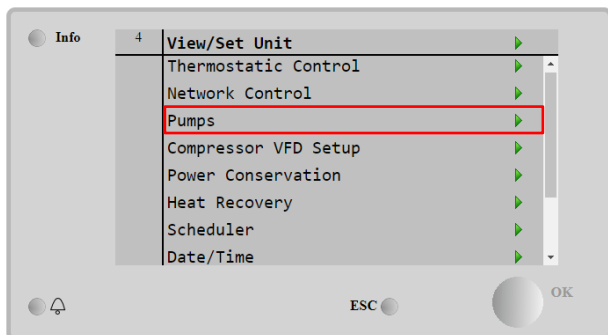 Info
4 View/Set Unit
Thermostatic Control
Network Control
Pumps
Compressor VFD Setup
Power Conservation
Heat Recovery
Scheduler
Date/Time
ESC OK